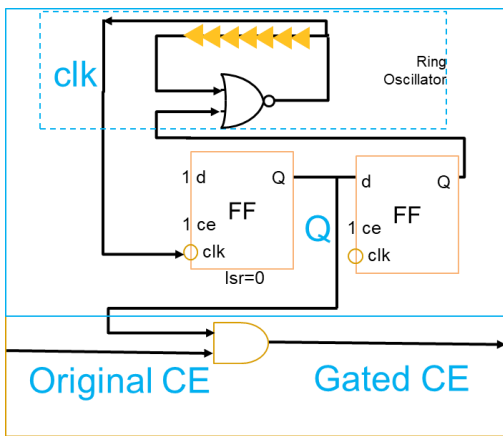 clk
Ring
Oscillator
1 d
Q
FF
1 ce
clk
lsr=0
Q
d
Q
FF
1 ce
clk
Original CE
Gated CE